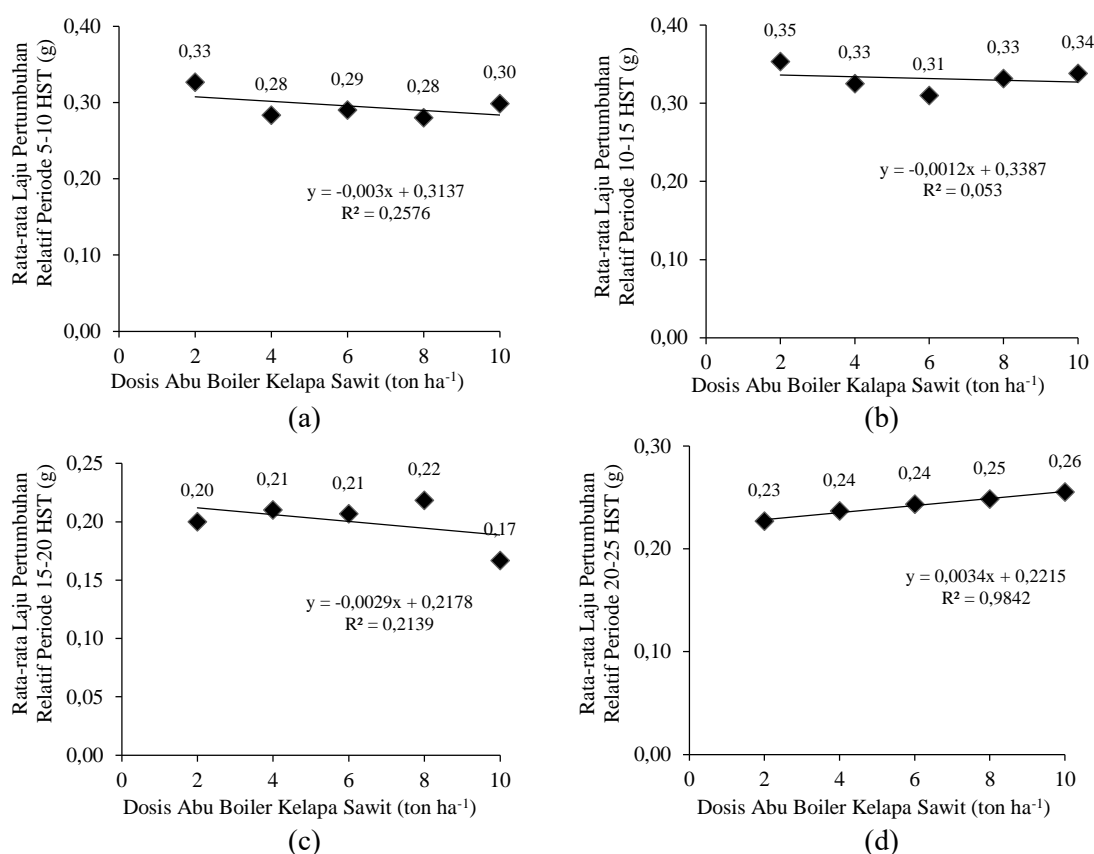 Rata-rata Laju Pertumbuhan
Relatif Periode 5-10 HST (g)
0,40
0,30
0,20
0,10
0,00
0,33
0,28
0,29
0,28
0,30
y = -0,003x + 0,3137
R² = 0,2576
0
2
4
6
8
10
Dosis Abu Boiler Kelapa Sawit (ton ha⁻¹)
(a)
Rata-rata Laju Pertumbuhan
Relatif Periode 10-15 HST (g)
0,40
0,30
0,20
0,10
0,00
0,35
0,33
0,31
0,33
0,34
y = -0,0012x + 0,3387
R² = 0,053
0
2
4
6
8
10
Dosis Abu Boiler Kalapa Sawit (ton ha⁻¹)
(b)
Rata-rata Laju Pertumbuhan
Relatif Periode 15-20 HST (g)
0,25
0,20
0,15
0,10
0,05
0,00
0,20
0,21
0,21
0,22
0,17
y = -0,0029x + 0,2178
R² = 0,2139
0
2
4
6
8
10
Dosis Abu Boiler Kelapa Sawit (ton ha⁻¹)
(c)
Rata-rata Laju Pertumbuhan
Relatif Periode 20-25 HST (g)
0,30
0,20
0,10
0,00
0,23
0,24
0,24
0,25
0,26
y = 0,0034x + 0,2215
R² = 0,9842
0
2
4
6
8
10
Dosis Abu Boiler Kelapa Sawit (ton ha⁻¹)
(d)